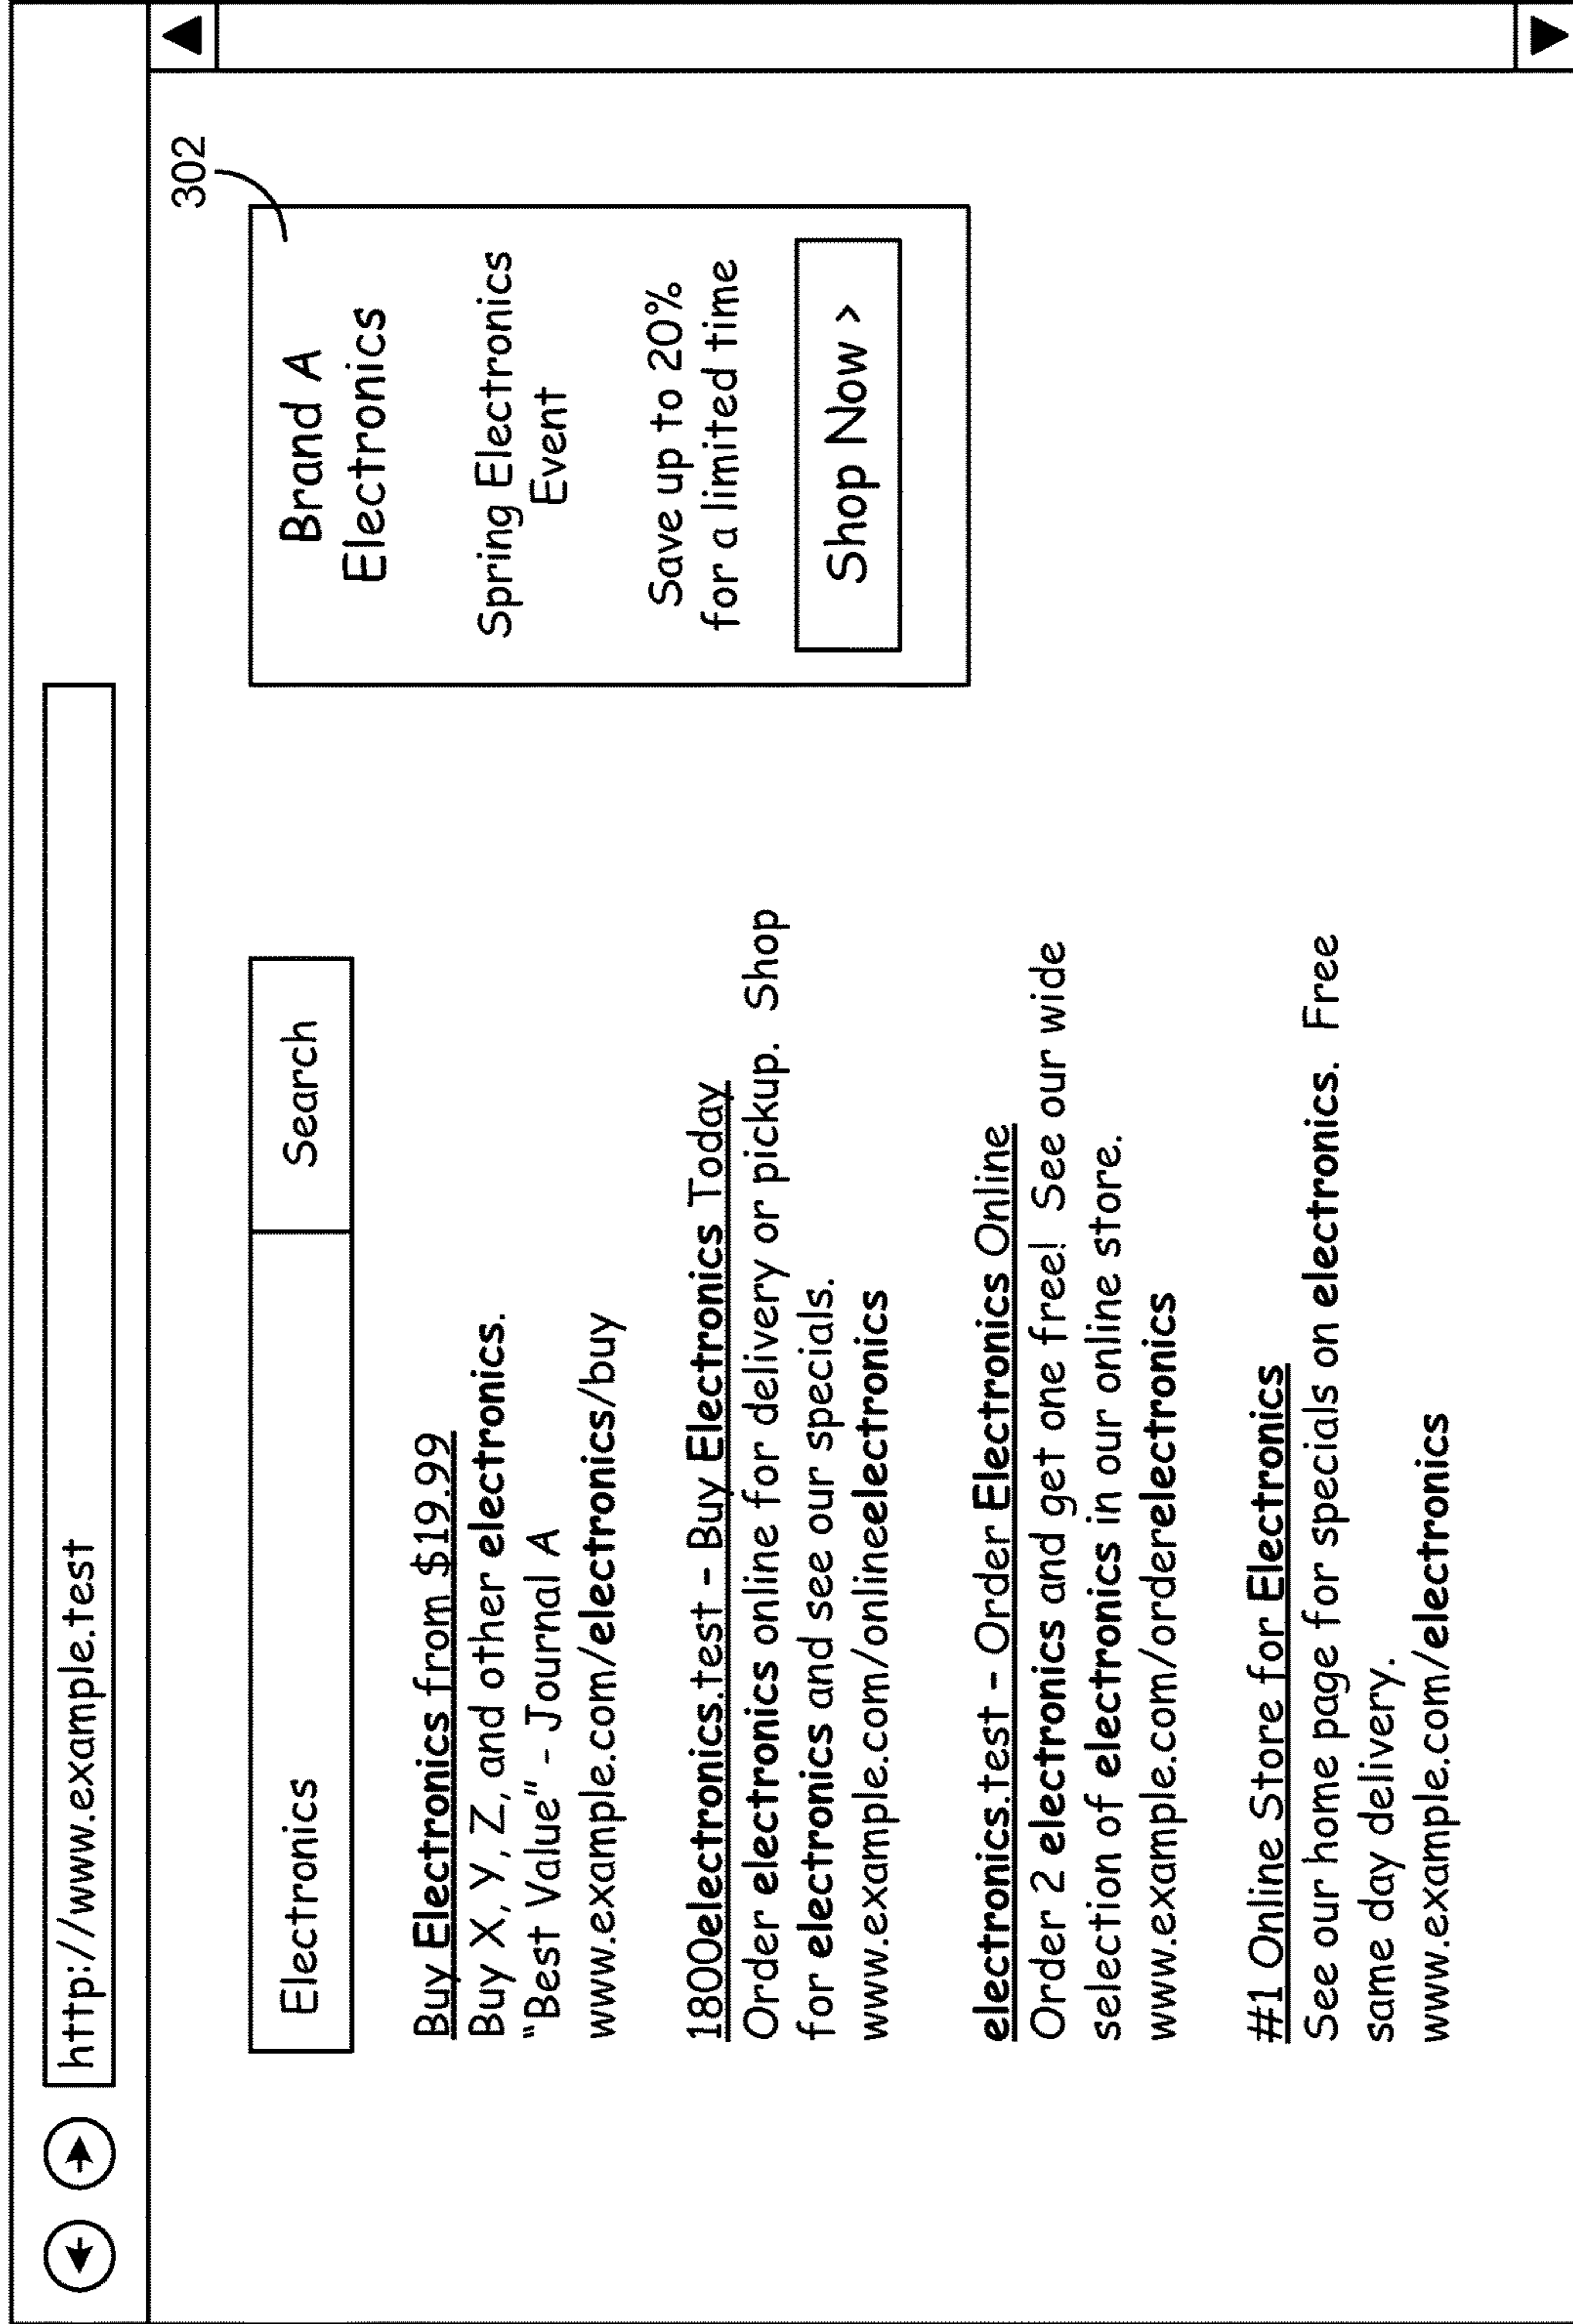 http://www.example.test
302
Electronics
Search
Buy Electronics from $19.99
Buy X, Y, Z, and other electronics.
"Best Value" - Journal A
www.example.com/electronics/buy
1800electronics.test - Buy Electronics Today
Order electronics online for delivery or pickup. Shop
for electronics and see our specials.
www.example.com/onlineelectronics
electronics.test - Order Electronics Online
Order 2 electronics and get one free! See our wide
selection of electronics in our online store.
www.example.com/orderelectronics
#1 Online Store for Electronics
See our home page for specials on electronics. Free
same day delivery.
www.example.com/electronics
Brand A
Electronics
Spring Electronics
Event
Save up to 20%
for a limited time
Shop Now >